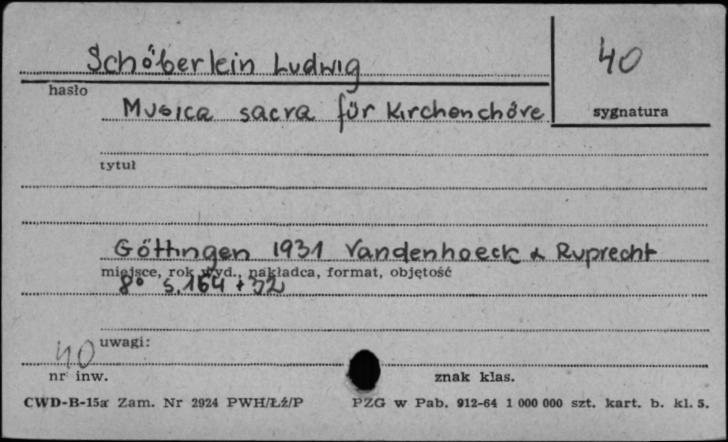 Schöberlein Ludwig
40
hasło
sygnatura
Musica sacra für Kirchenchöre
tytuł
Göttingen 1931 Vandenhoeck & Ruprecht
miejsce, rok wyd., nakładca, format, objętość
8° s. 164 + 32
uwagi:
40
nr inw.
znak klas.
CWD-B-15a Zam. Nr 2924 PWH/Łź/P PZG w Pab. 912-64 1 000 000 szt. kart. b. kl. 5.